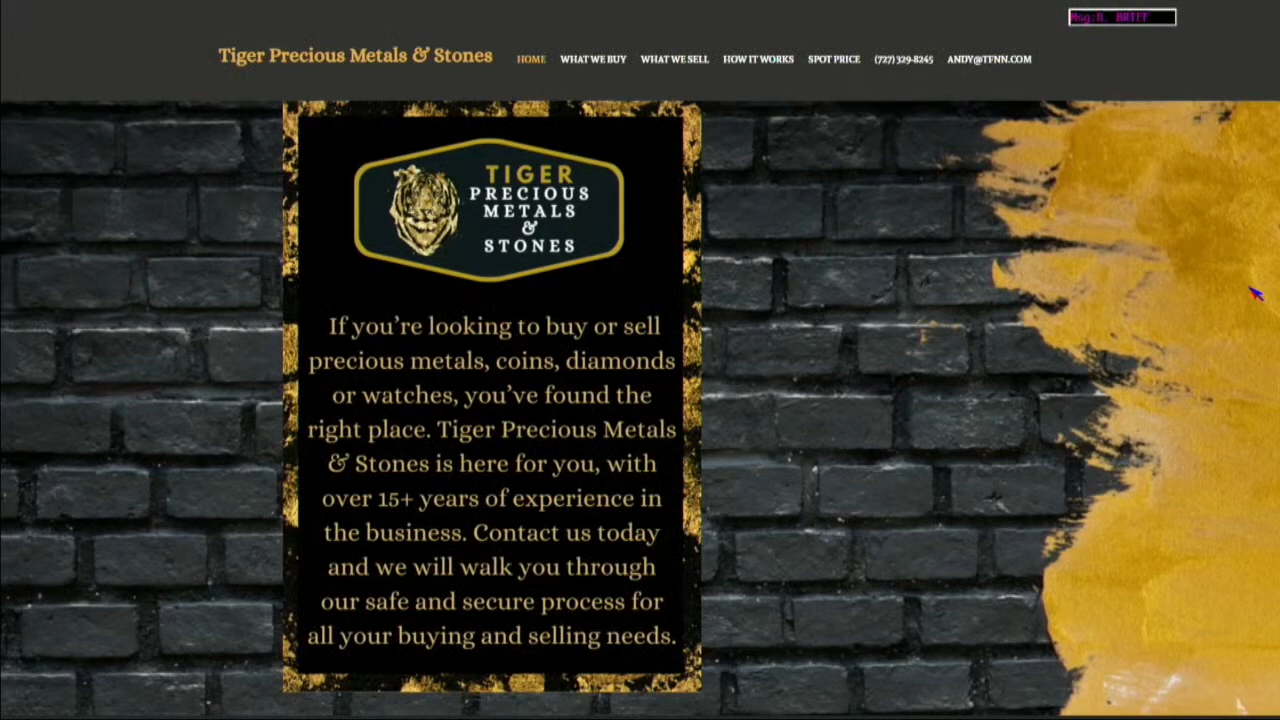 Tiger Precious Metals & Stones
HOME WHAT WE BUY WHAT WE SELL HOW IT WORKS SPOT PRICE (727) 329-8245 ANDY@TFNN.COM
TIGER
PRECIOUS
METALS
&
STONES
If you’re looking to buy or sell
precious metals, coins, diamonds
or watches, you’ve found the
right place. Tiger Precious Metals
& Stones is here for you, with
over 15+ years of experience in
the business. Contact us today
and we will walk you through
our safe and secure process for
all your buying and selling needs.